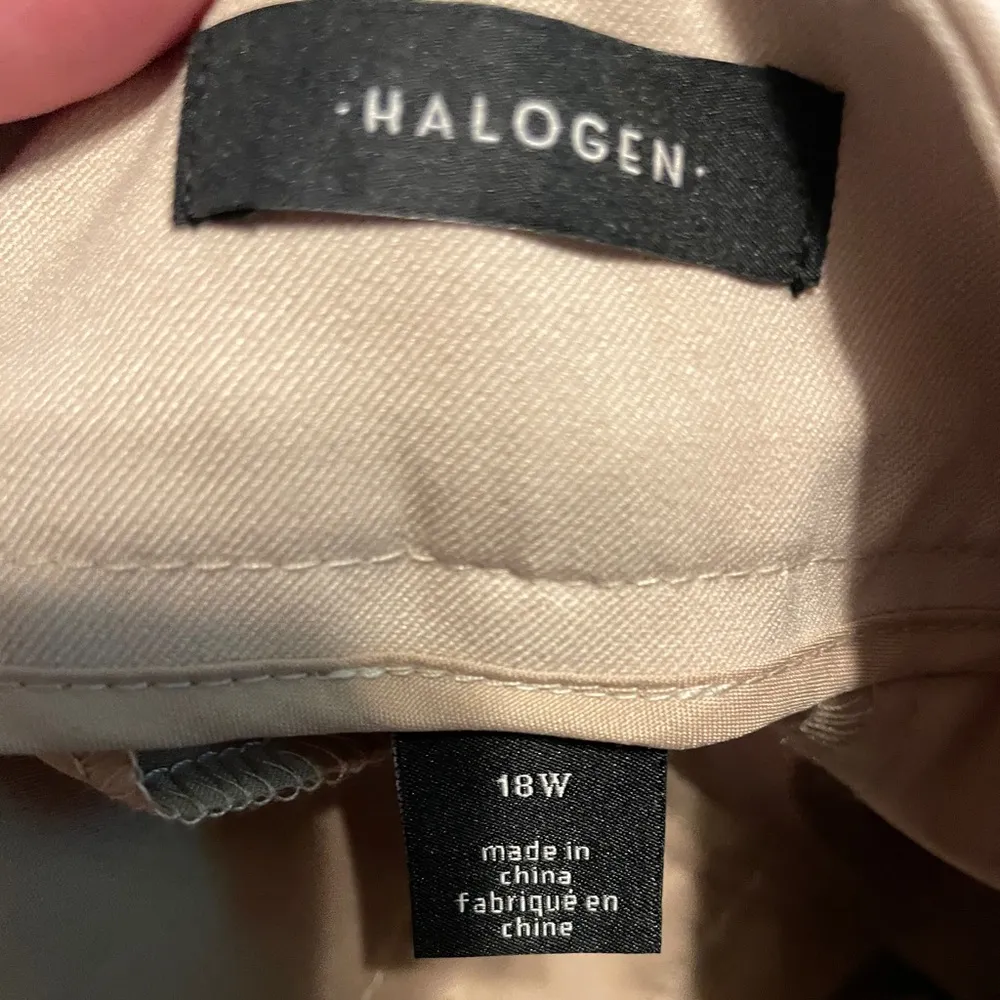 ·HALOGEN·
18W
made in
china
fabriqué en
chine